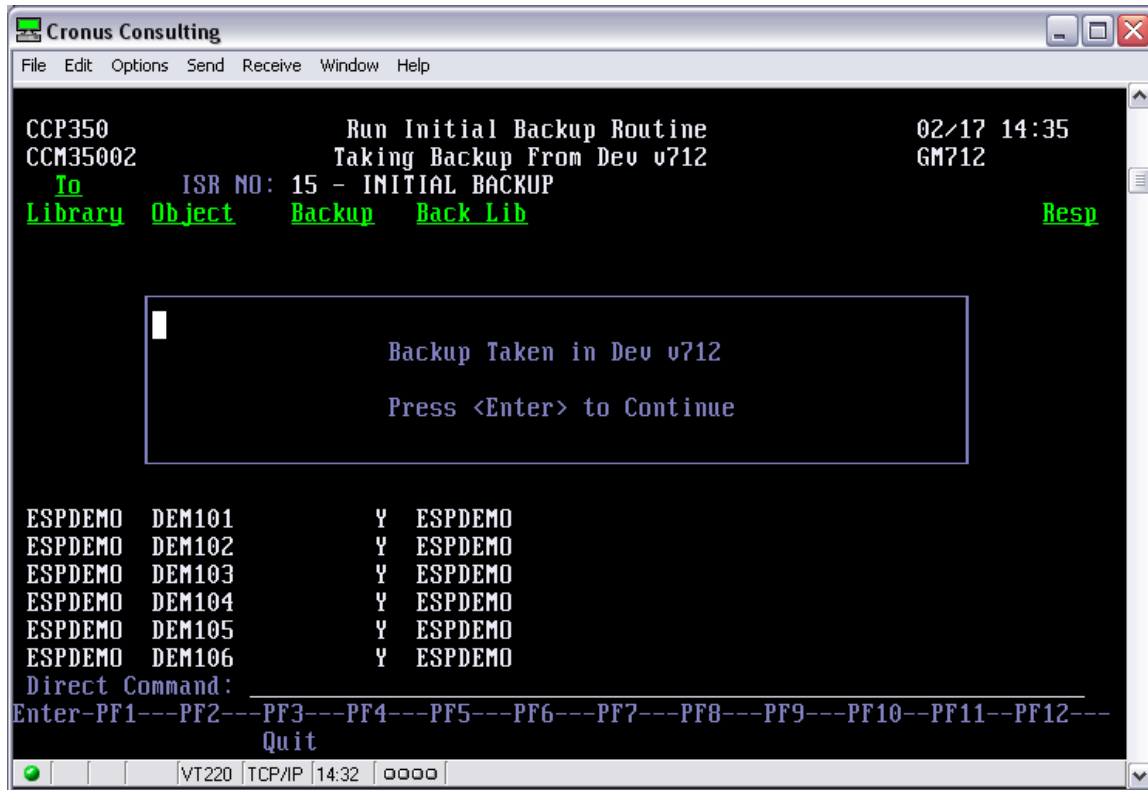 Cronus Consulting
File Edit Options Send Receive Window Help
CCP350 Run Initial Backup Routine 02/17 14:35
CCM35002 Taking Backup From Dev v712 GM712
To ISR NO: 15 - INITIAL BACKUP
Library Object Backup Back Lib Resp
Backup Taken in Dev v712
Press <Enter> to Continue
ESPDEMO DEM101 Y ESPDEMO
ESPDEMO DEM102 Y ESPDEMO
ESPDEMO DEM103 Y ESPDEMO
ESPDEMO DEM104 Y ESPDEMO
ESPDEMO DEM105 Y ESPDEMO
ESPDEMO DEM106 Y ESPDEMO
Direct Command:
Enter-PF1---PF2---PF3---PF4---PF5---PF6---PF7---PF8---PF9---PF10--PF11--PF12---
Quit
VT220 TCP/IP 14:32